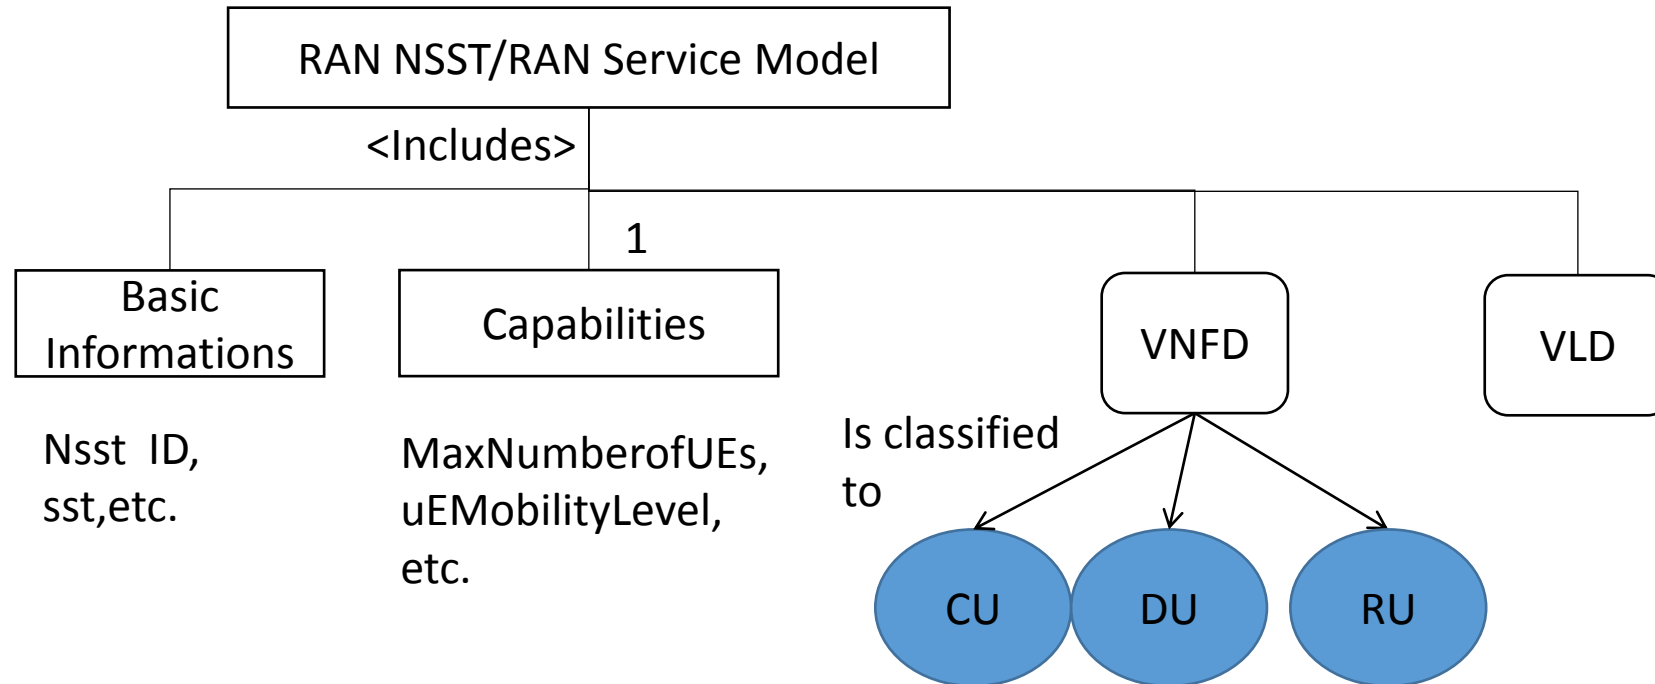 RAN NSST/RAN Service Model
<Includes>
1
Basic
Informations
Capabilities
VNFD
VLD
Nsst  ID,
sst,etc.
MaxNumberofUEs,
uEMobilityLevel,
etc.
Is classified
to
CU
DU
RU